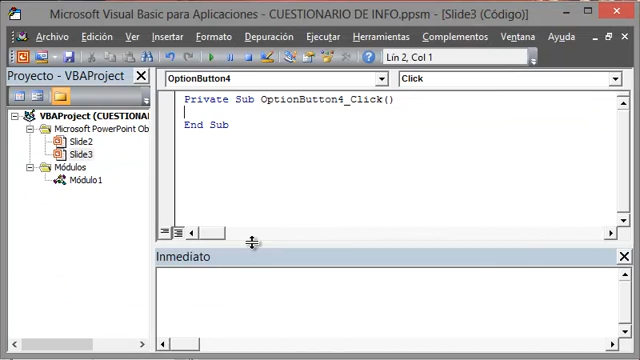 Microsoft Visual Basic para Aplicaciones - CUESTIONARIO DE INFO.ppsm - [Slide3 (Código)]
Archivo Edición Ver Insertar Formato Depuración Ejecutar Herramientas Complementos Ventana Ayuda
Lín 2, Col 1
Proyecto - VBAProject
OptionButton4 Click
Private Sub OptionButton4_Click()
End Sub
VBAProject (CUESTION
Microsoft PowerPoint Ob
Slide2
Slide3
Módulos
Módulo1
Inmediato